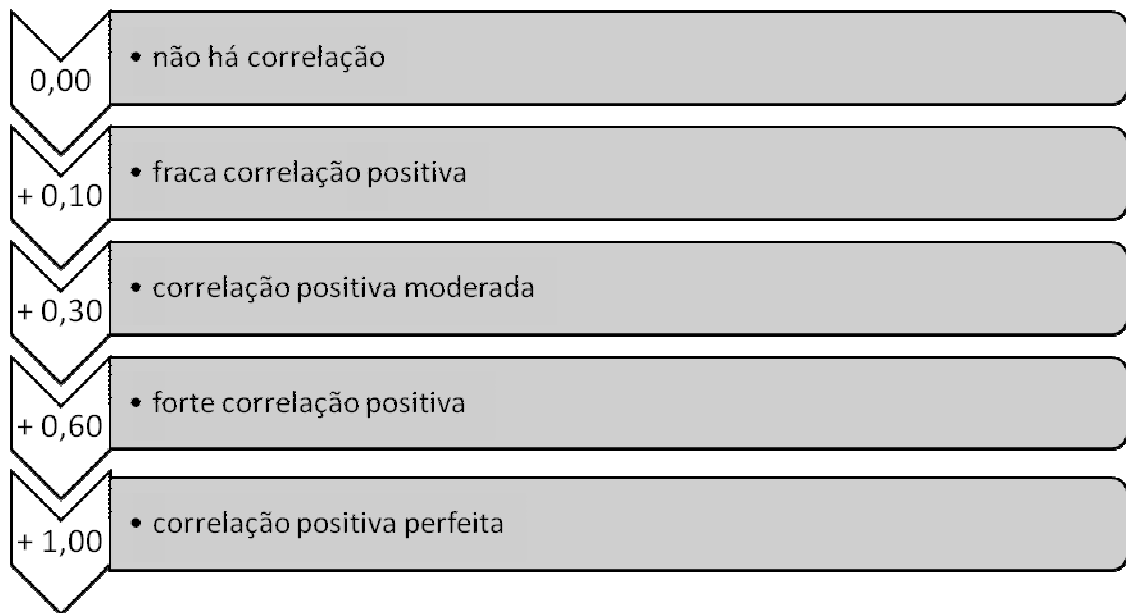 0,00
• não há correlação
+ 0,10
• fraca correlação positiva
+ 0,30
• correlação positiva moderada
+ 0,60
• forte correlação positiva
+ 1,00
• correlação positiva perfeita